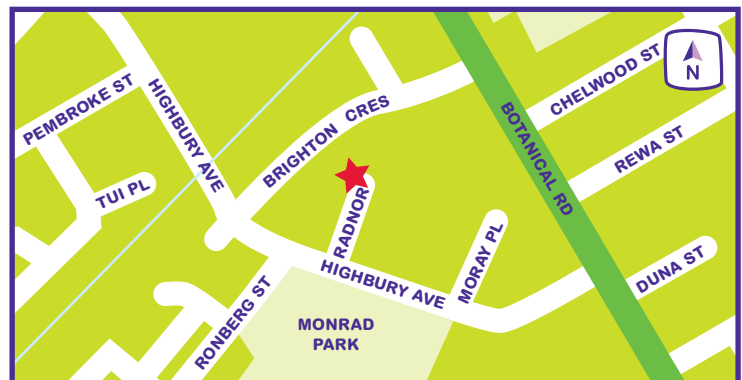 PEMBROKE ST
HIGHBURY AVE
TUI PL
BRIGHTON CRES
BOTANICAL RD
CHELWOOD ST
N
REWA ST
RADNOR
HIGHBURY AVE
MORAY PL
DUNA ST
RONBERG ST
MONRAD
PARK